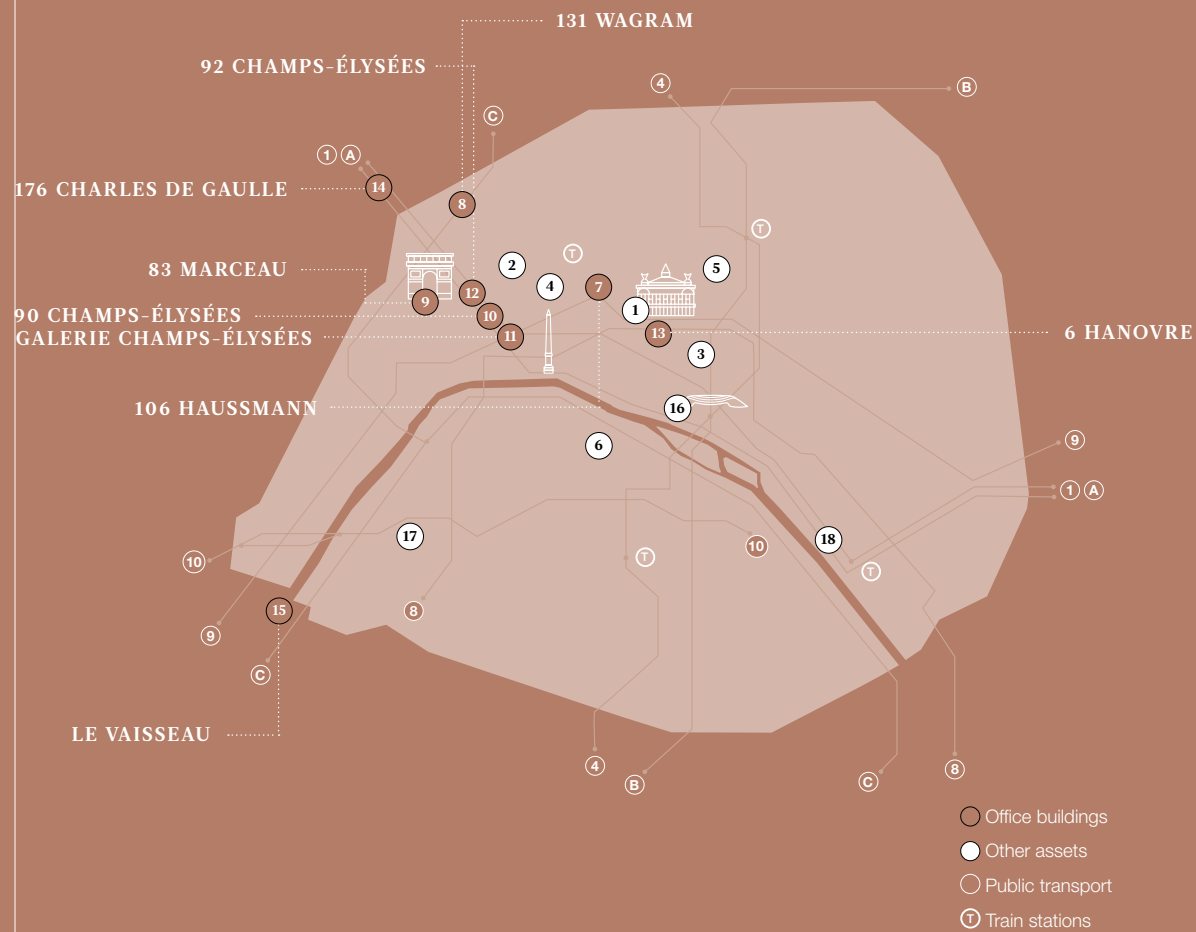 131 WAGRAM
92 CHAMPS-ÉLYSÉES
4
B
C
1 A
176 CHARLES DE GAULLE
14
8
T
T
83 MARCEAU
2
5
4
7
12
9
90 CHAMPS-ÉLYSÉES
10
1
GALERIE CHAMPS-ÉLYSÉES
11
13
6 HANOVRE
3
106 HAUSSMANN
16
6
9
1 A
17
18
10
T
10
T
15
8
9
C
LE VAISSEAU
4
B
C
8
Office buildings
Other assets
Public transport
T Train stations